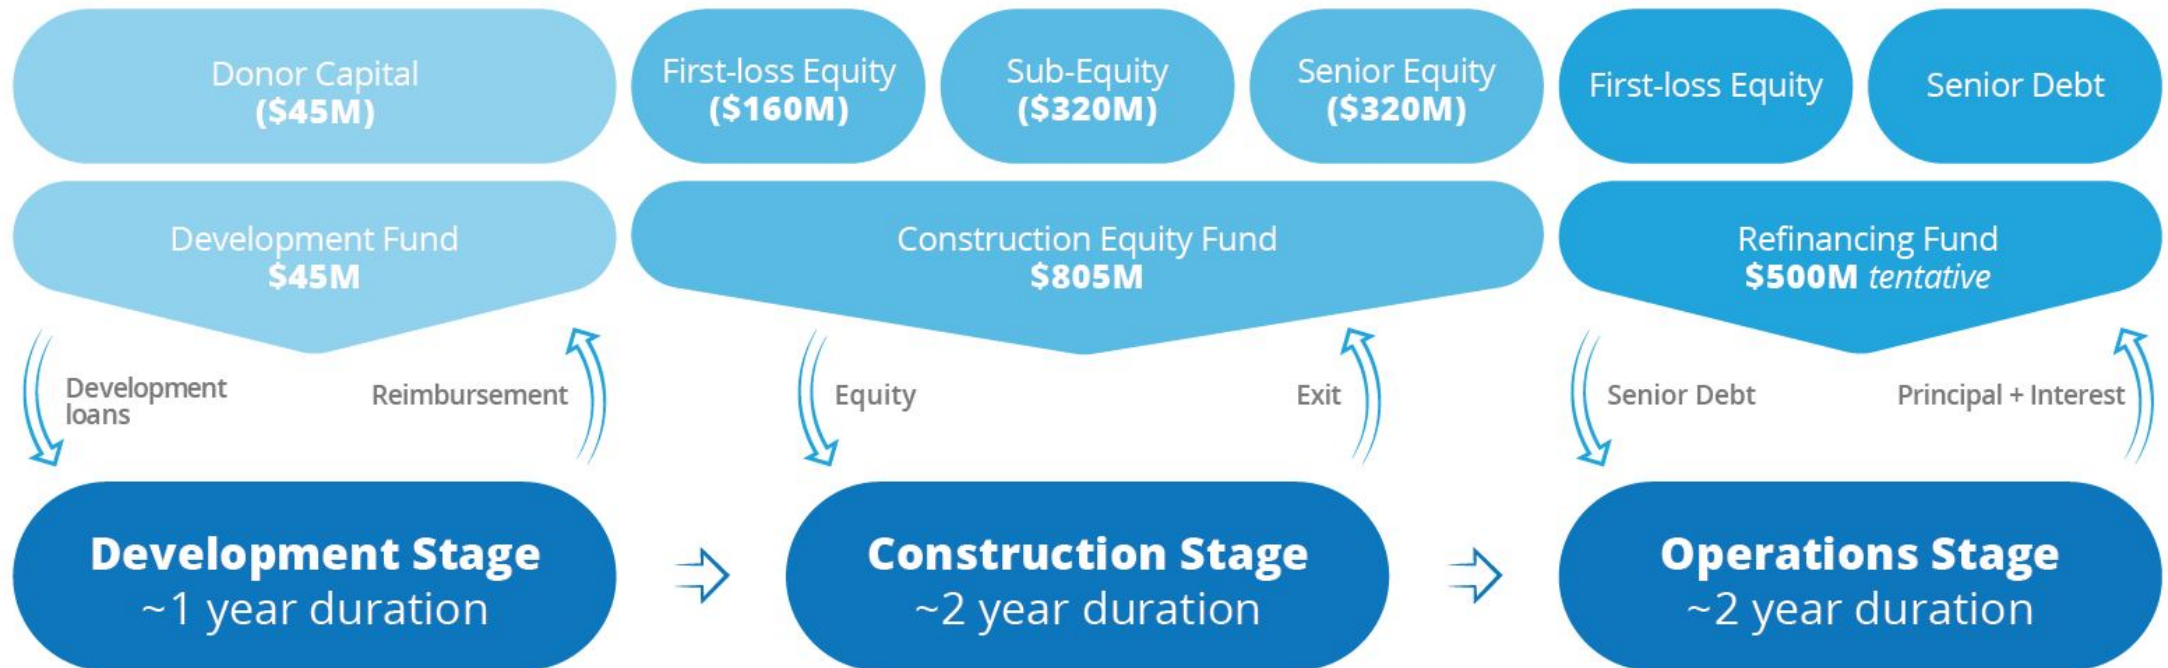 Donor Capital
($45M)
First-loss Equity
($160M)
Sub-Equity
($320M)
Senior Equity
($320M)
First-loss Equity
Senior Debt
Development Fund
$45M
Construction Equity Fund
$805M
Refinancing Fund
$500M tentative
Development
loans
Reimbursement
Equity
Exit
Senior Debt
Principal + Interest
Development Stage
~1 year duration
Construction Stage
~2 year duration
Operations Stage
~2 year duration